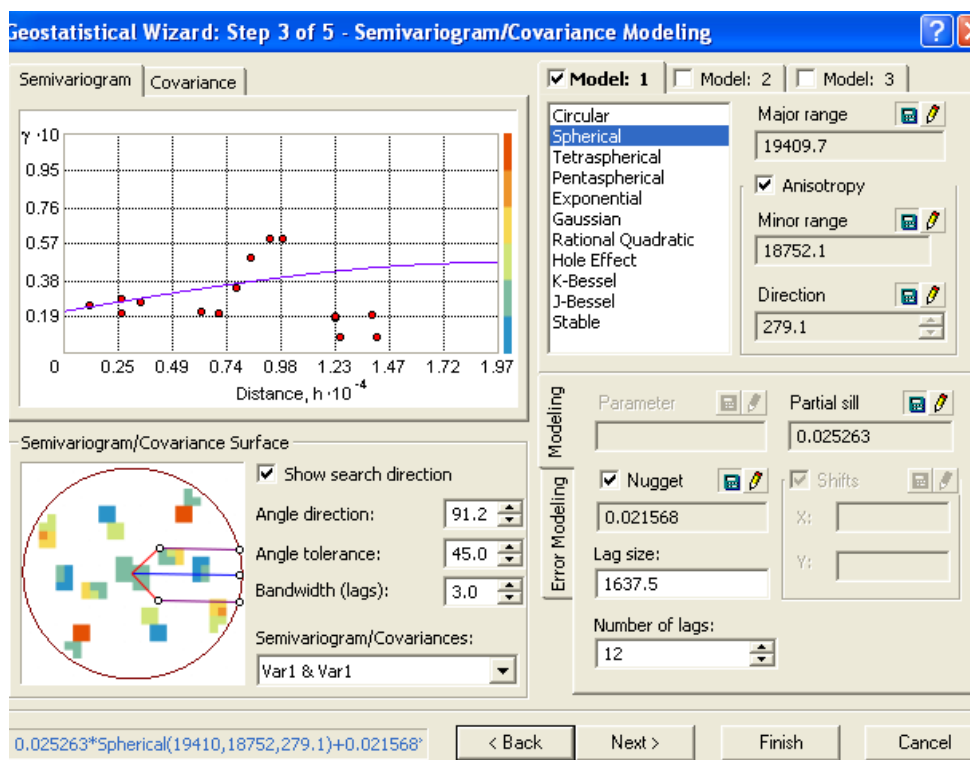 Geostatistical Wizard: Step 3 of 5 - Semivariogram/Covariance Modeling
Semivariogram
Covariance
γ ·10
0.95
0.76
0.57
0.38
0.19
0 0.25 0.49 0.74 0.98 1.23 1.47 1.72 1.97
Distance, h ·10⁻⁴
Semivariogram/Covariance Surface
Show search direction
Angle direction: 91.2
Angle tolerance: 45.0
Bandwidth (lags): 3.0
Semivariogram/Covariances:
Var1 & Var1
Model: 1
Model: 2
Model: 3
Circular
Spherical
Tetraspherical
Pentaspherical
Exponential
Gaussian
Rational Quadratic
Hole Effect
K-Bessel
J-Bessel
Stable
Major range
19409.7
Anisotropy
Minor range
18752.1
Direction
279.1
Modeling
Error Modeling
Parameter
Partial sill
0.025263
Nugget
0.021568
Shifts
X:
Y:
Lag size:
1637.5
Number of lags:
12
0.025263*Spherical(19410,18752,279.1)+0.021568*
< Back
Next >
Finish
Cancel